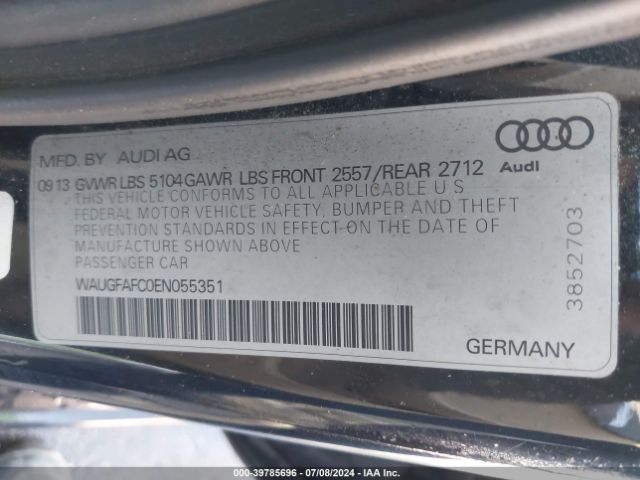 MFD. BY AUDI AG
09 13 GVWR LBS 5104 GAWR LBS FRONT 2557/REAR 2712
THIS VEHICLE CONFORMS TO ALL APPLICABLE U S
FEDERAL MOTOR VEHICLE SAFETY, BUMPER AND THEFT
PREVENTION STANDARDS IN EFFECT ON THE DATE OF
MANUFACTURE SHOWN ABOVE
PASSENGER CAR
WAUGFAFC0EN055351
Audi
3852703
GERMANY
000-39785696 - 07/08/2024 - IAA Inc.